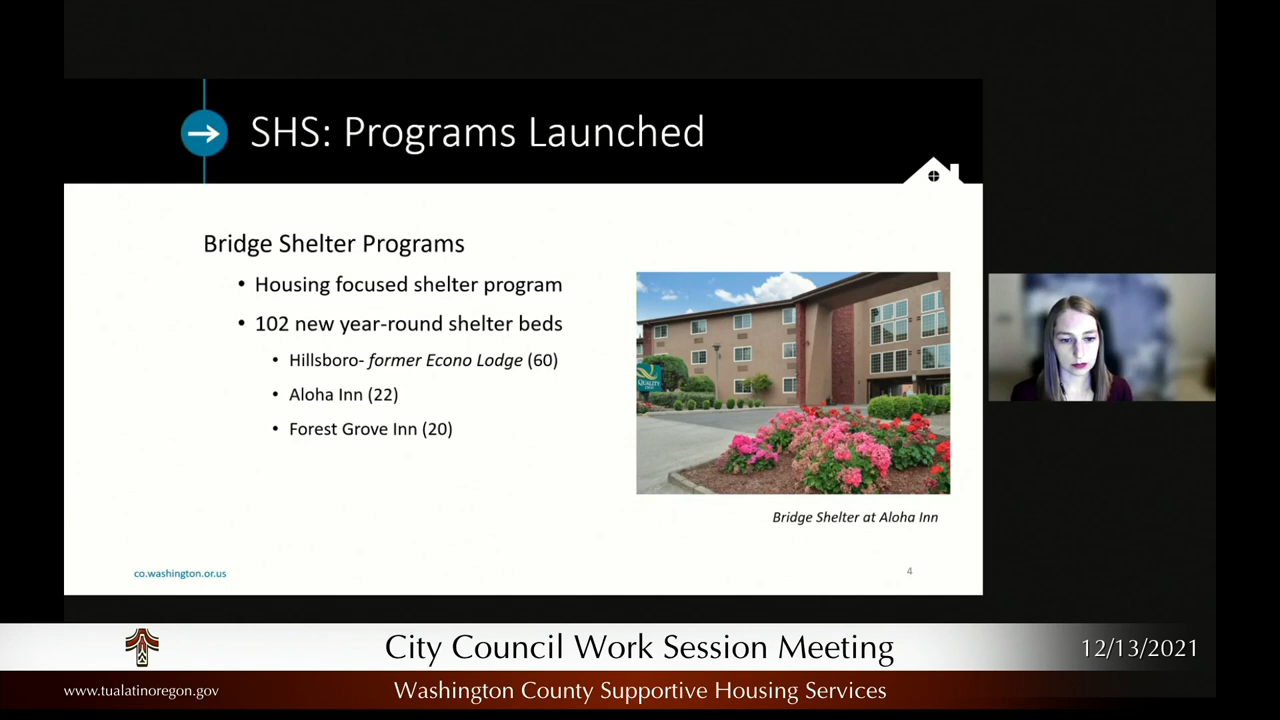 SHS: Programs Launched
Bridge Shelter Programs
• Housing focused shelter program
• 102 new year-round shelter beds
• Hillsboro- former Econo Lodge (60)
• Aloha Inn (22)
• Forest Grove Inn (20)
QUALITY
Bridge Shelter at Aloha Inn
co.washington.or.us
4
City Council Work Session Meeting
12/13/2021
www.tualatinoregon.gov
Washington County Supportive Housing Services